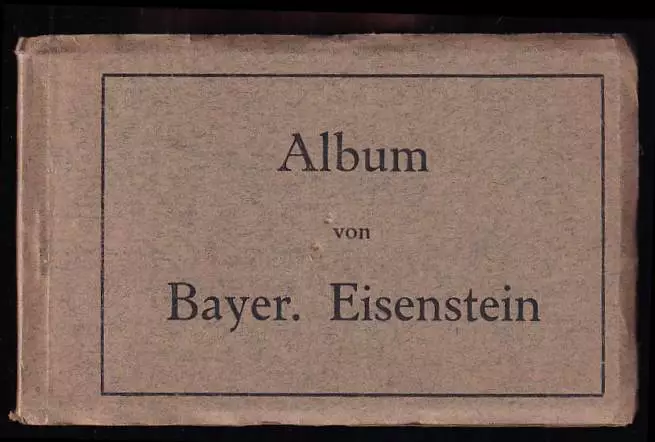 Album
von
Bayer. Eisenstein